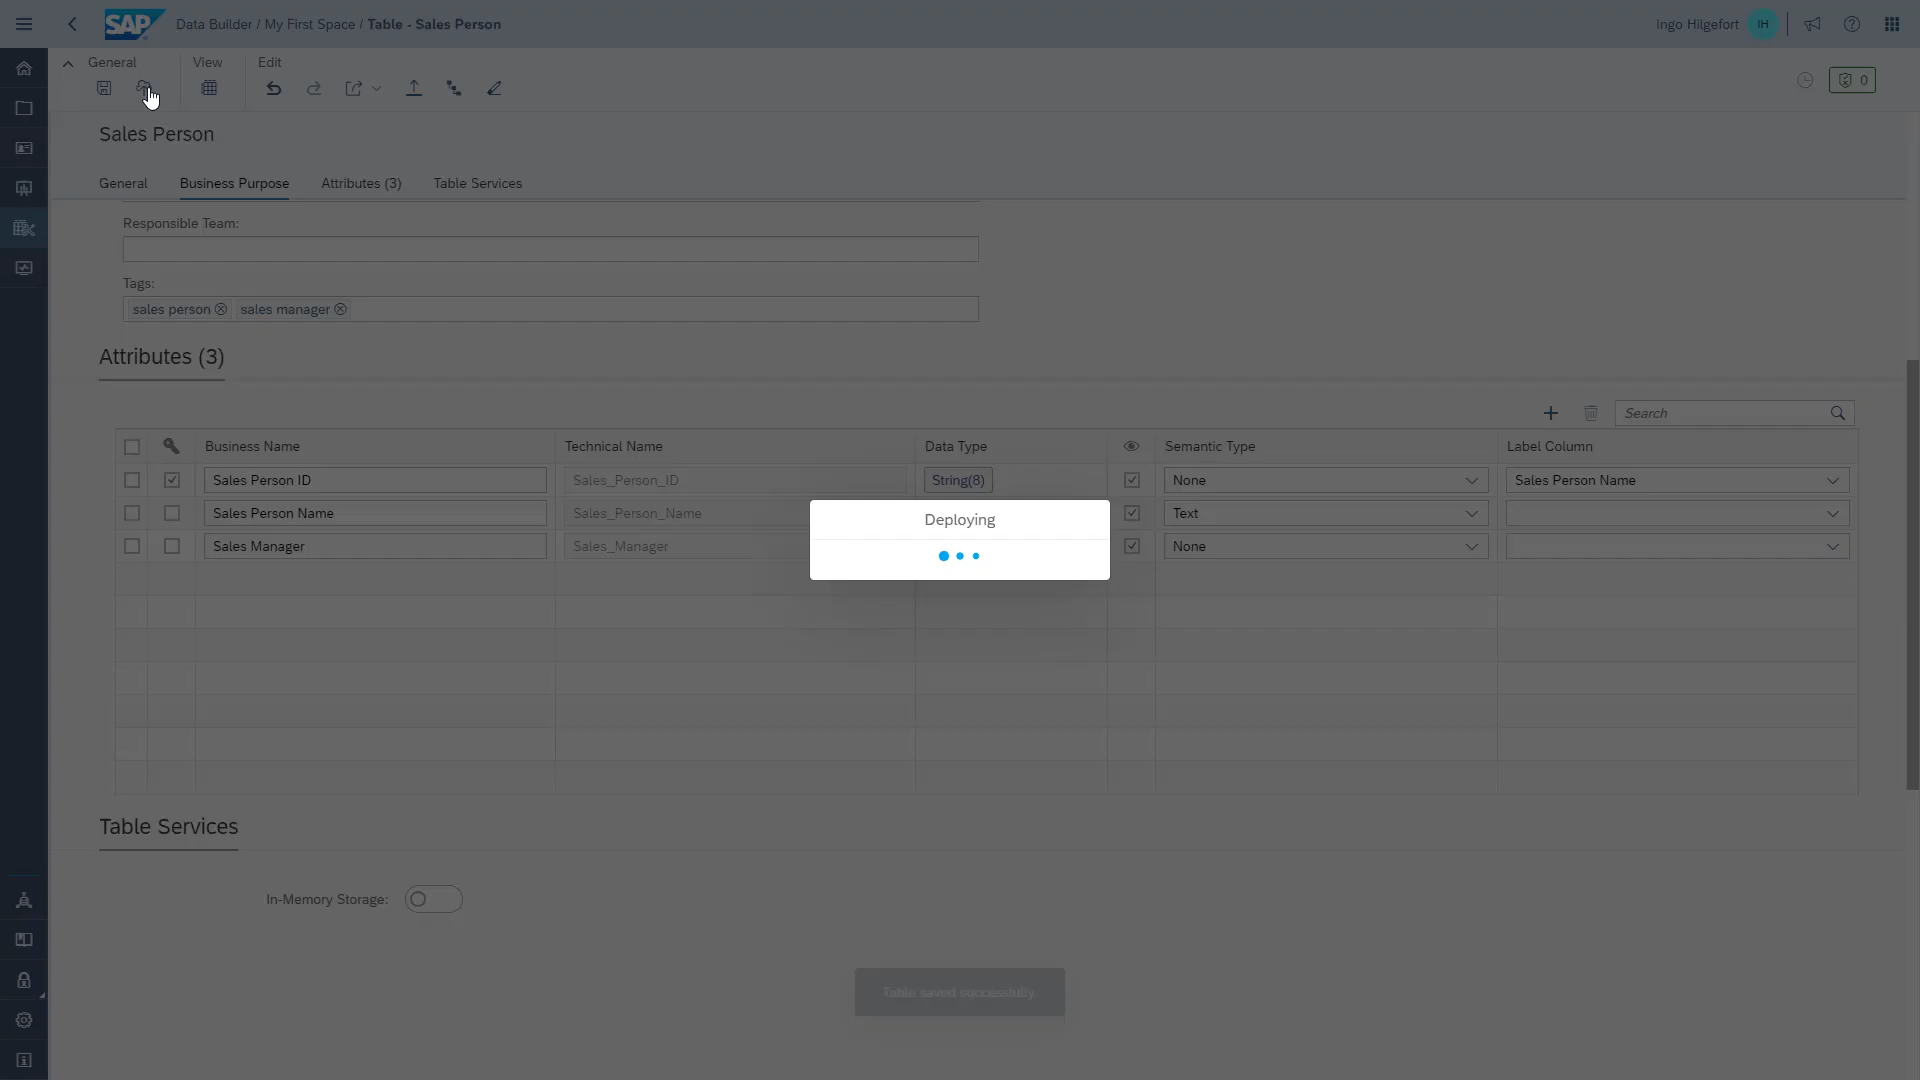 SAP Data Builder / My First Space / Table - Sales Person Ingo Hilgefort IH
General View Edit
0
Sales Person
General Business Purpose Attributes (3) Table Services
Responsible Team:
Tags:
sales person sales manager
Attributes (3)
Search
Business Name Technical Name Data Type Semantic Type Label Column
Sales Person ID Sales_Person_ID String(8) None Sales Person Name
Sales Person Name Sales_Person_Name Text
Sales Manager Sales_Manager None
Deploying
Table Services
In-Memory Storage:
Table saved successfully